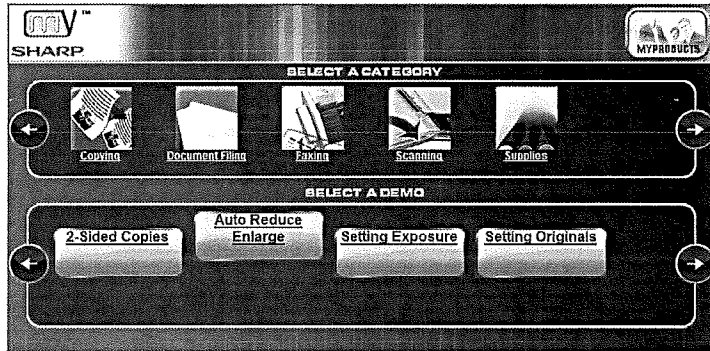 my™
SHARP
MYPRODUCTS
SELECT A CATEGORY
Copying
Document Filing
Faxing
Scanning
Supplies
SELECT A DEMO
2-Sided Copies
Auto Reduce
Enlarge
Setting Exposure
Setting Originals